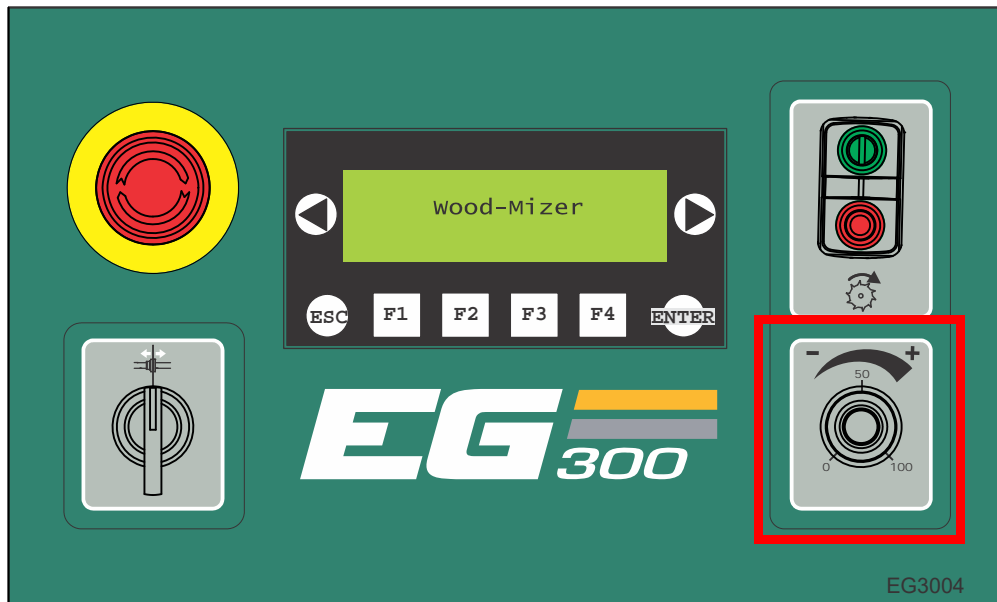 Wood-Mizer
ESC F1 F2 F3 F4 ENTER
- +
50
0 100
EG
300
EG3004